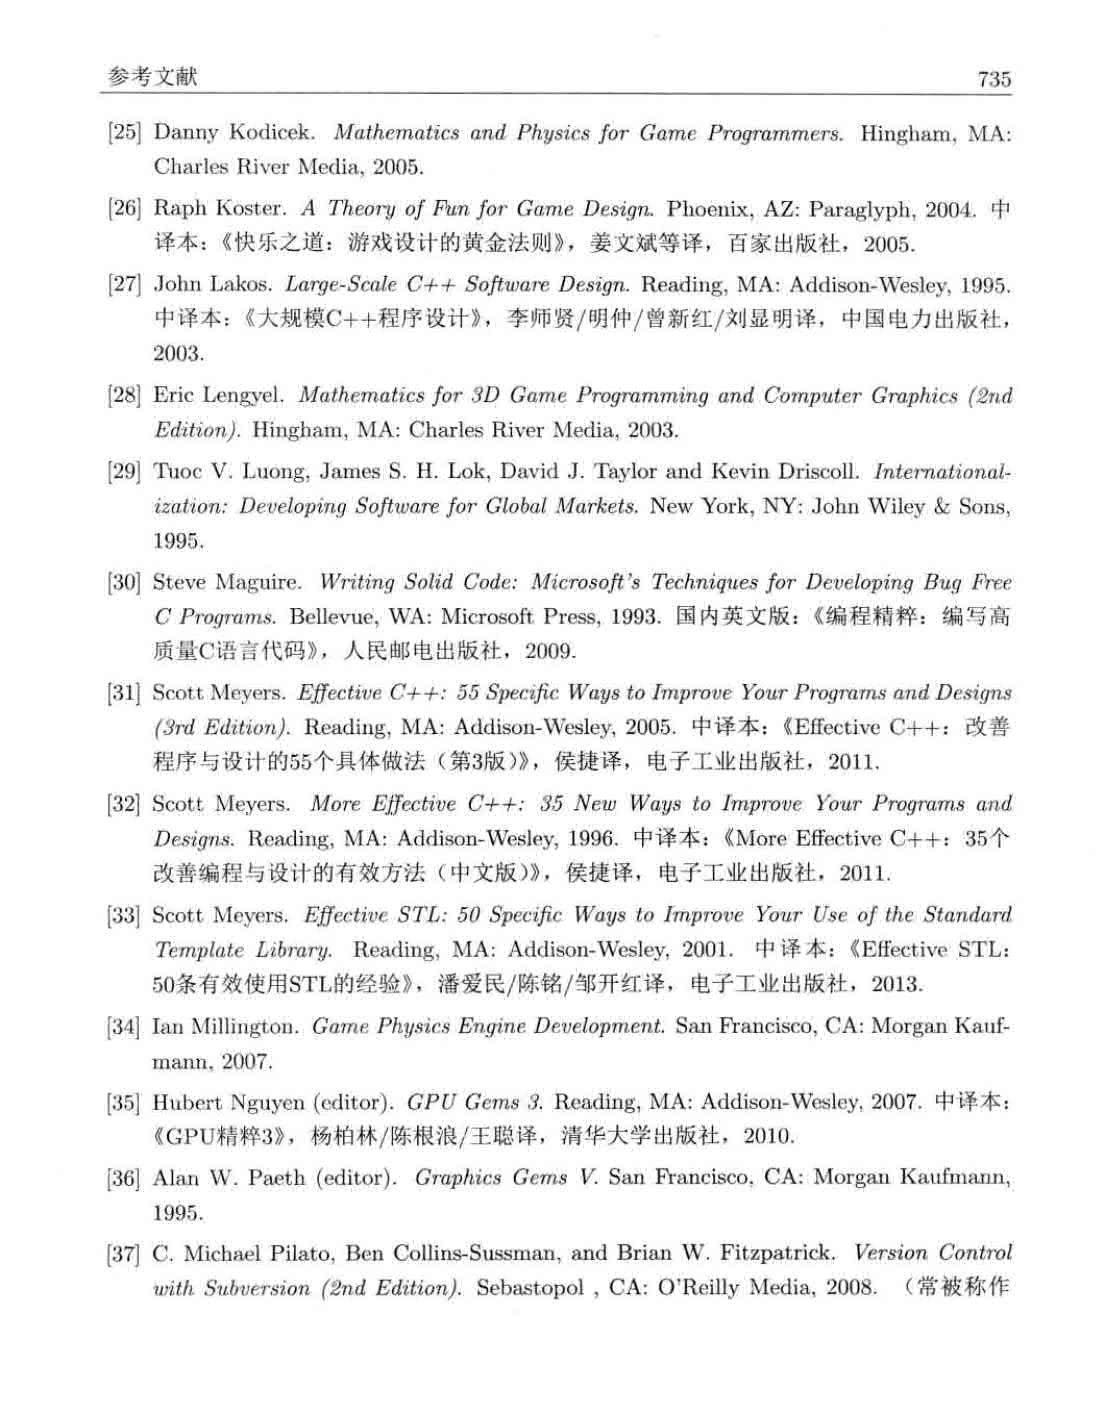 参考文献 735
[25] Danny Kodicek. Mathematics and Physics for Game Programmers. Hingham, MA:
Charles River Media, 2005.
[26] Raph Koster. A Theory of Fun for Game Design. Phoenix, AZ: Paraglyph, 2004. 中
译本：《快乐之道：游戏设计的黄金法则》，姜文斌等译，百家出版社，2005.
[27] John Lakos. Large-Scale C++ Software Design. Reading, MA: Addison-Wesley, 1995.
中译本：《大规模C++程序设计》，李师贤/明仲/曾新红/刘显明译，中国电力出版社，
2003.
[28] Eric Lengyel. Mathematics for 3D Game Programming and Computer Graphics (2nd
Edition). Hingham, MA: Charles River Media, 2003.
[29] Tuoc V. Luong, James S. H. Lok, David J. Taylor and Kevin Driscoll. International-
ization: Developing Software for Global Markets. New York, NY: John Wiley & Sons,
1995.
[30] Steve Maguire. Writing Solid Code: Microsoft's Techniques for Developing Bug Free
C Programs. Bellevue, WA: Microsoft Press, 1993. 国内英文版：《编程精粹：编写高
质量C语言代码》，人民邮电出版社，2009.
[31] Scott Meyers. Effective C++: 55 Specific Ways to Improve Your Programs and Designs
(3rd Edition). Reading, MA: Addison-Wesley, 2005. 中译本：《Effective C++：改善
程序与设计的55个具体做法（第3版）》，侯捷译，电子工业出版社，2011.
[32] Scott Meyers. More Effective C++: 35 New Ways to Improve Your Programs and
Designs. Reading, MA: Addison-Wesley, 1996. 中译本：《More Effective C++：35个
改善编程与设计的有效方法（中文版）》，侯捷译，电子工业出版社，2011.
[33] Scott Meyers. Effective STL: 50 Specific Ways to Improve Your Use of the Standard
Template Library. Reading, MA: Addison-Wesley, 2001. 中译本：《Effective STL：
50条有效使用STL的经验》，潘爱民/陈铭/邹开红译，电子工业出版社，2013.
[34] Ian Millington. Game Physics Engine Development. San Francisco, CA: Morgan Kauf-
mann, 2007.
[35] Hubert Nguyen (editor). GPU Gems 3. Reading, MA: Addison-Wesley, 2007. 中译本：
《GPU精粹3》，杨柏林/陈根浪/王聪译，清华大学出版社，2010.
[36] Alan W. Paeth (editor). Graphics Gems V. San Francisco, CA: Morgan Kaufmann,
1995.
[37] C. Michael Pilato, Ben Collins-Sussman, and Brian W. Fitzpatrick. Version Control
with Subversion (2nd Edition). Sebastopol , CA: O'Reilly Media, 2008. （常被称作